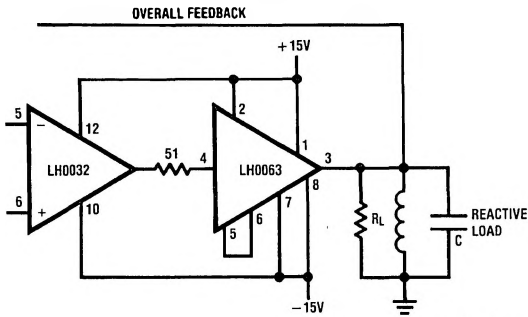 OVERALL FEEDBACK
+15V
5
−
12
LH0032
6
+
10
51
4
2
LH0063
1
3
8
7
5
6
RL
C
REACTIVE
LOAD
−15V